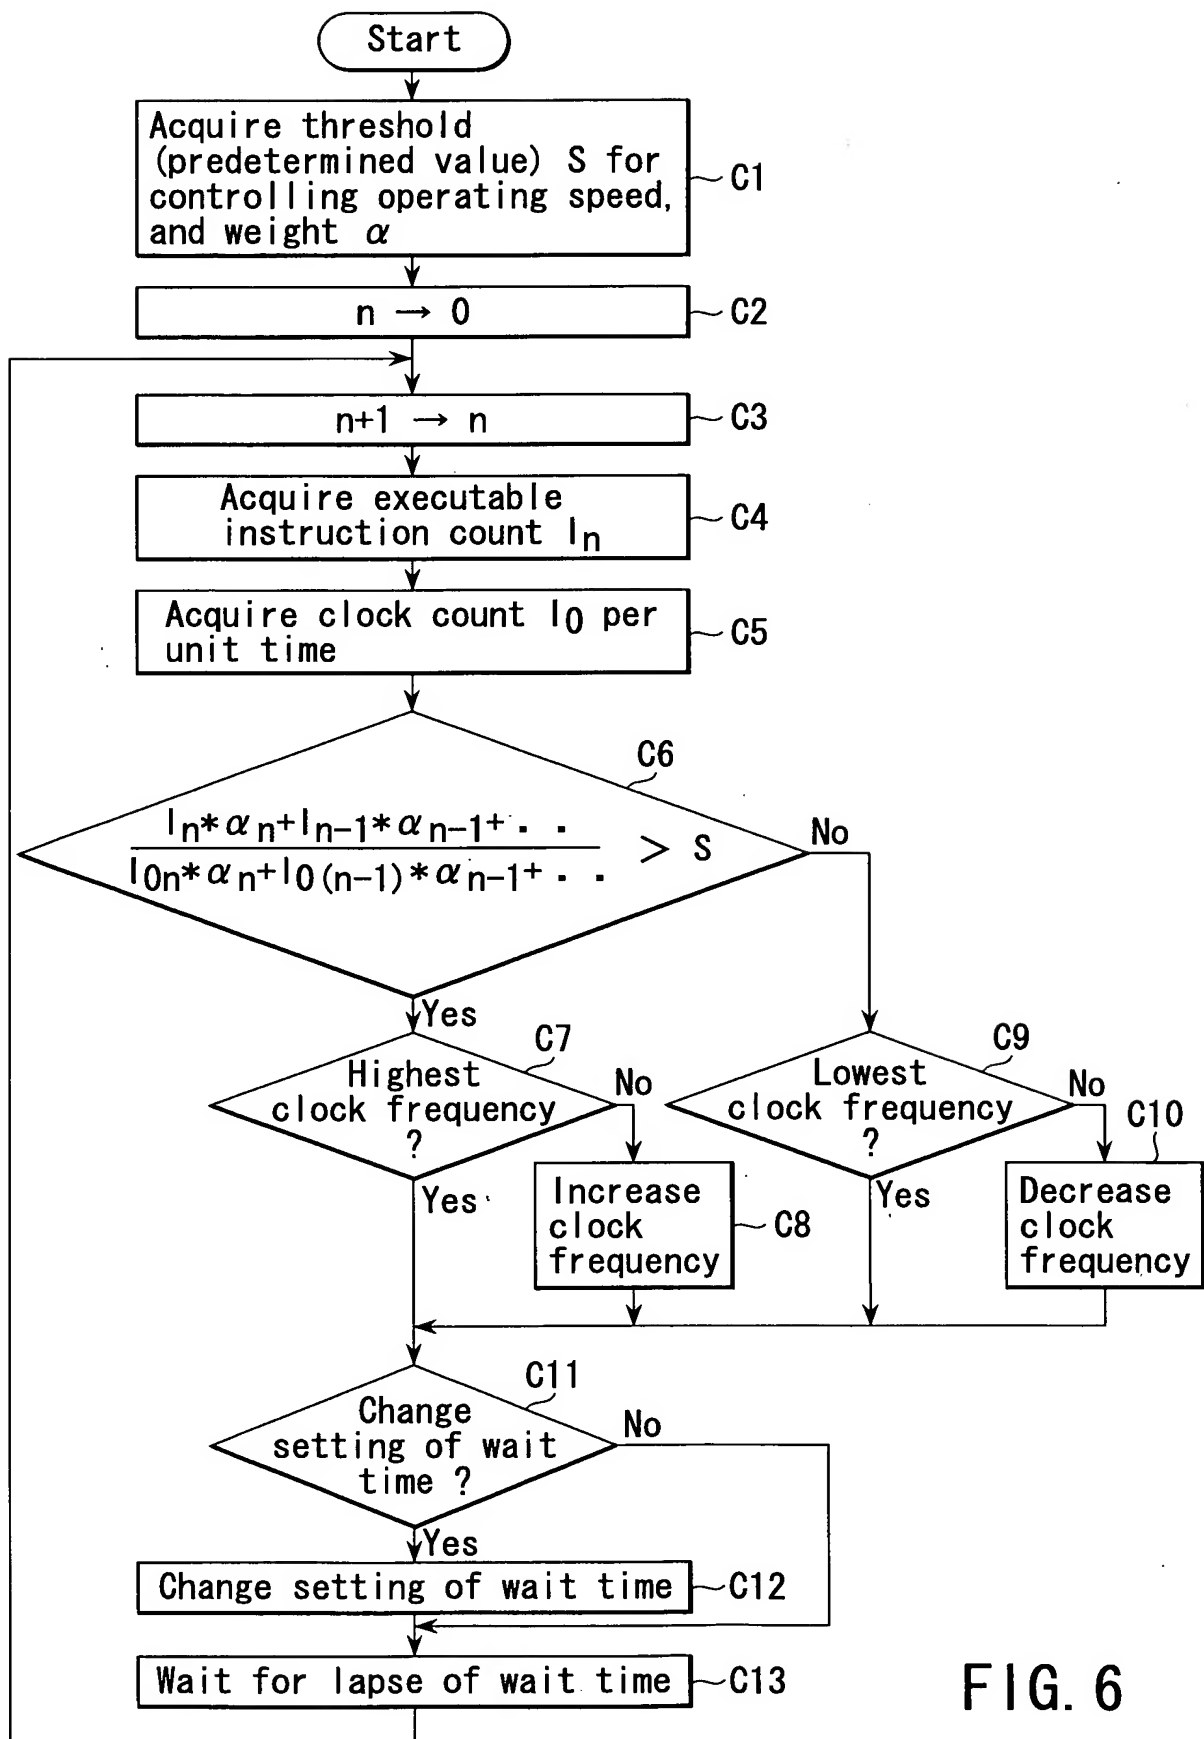 Start
Acquire threshold
(predetermined value) S for
controlling operating speed,
and weight α
C1
n → 0
C2
n+1 → n
C3
Acquire executable
instruction count In
C4
Acquire clock count I0 per
unit time
C5
C6
In*αn+In-1*αn-1+ . .
I0n*αn+I0(n-1)*αn-1+ . .
> S
No
Yes
C7
Highest
clock frequency
?
No
Yes
C9
Lowest
clock frequency
?
No
Yes
C10
Increase
clock
frequency
C8
Decrease
clock
frequency
C11
Change
setting of wait
time ?
No
Yes
Change setting of wait time
C12
Wait for lapse of wait time
C13
FIG. 6